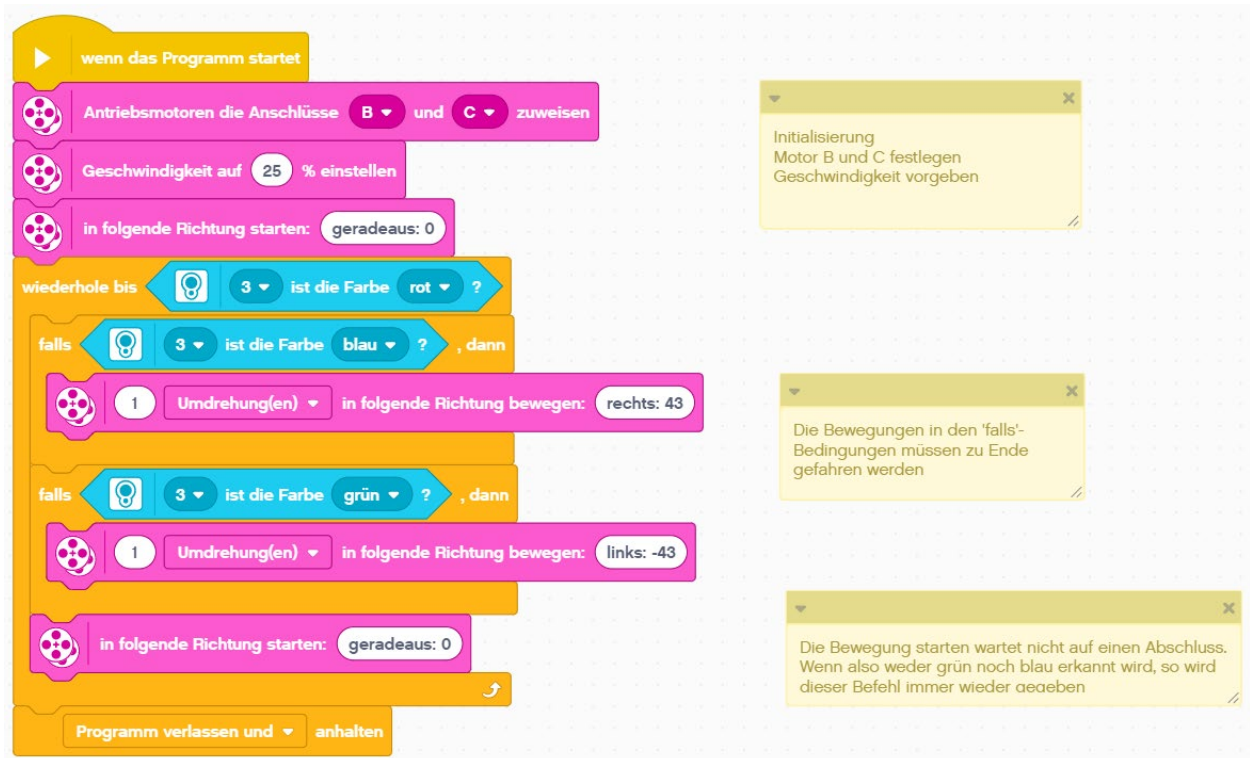 wenn das Programm startet
Antriebsmotoren die Anschlüsse B und C zuweisen
Geschwindigkeit auf 25 % einstellen
in folgende Richtung starten: geradeaus: 0
wiederhole bis 3 ist die Farbe rot ?
falls 3 ist die Farbe blau ? , dann
1 Umdrehung(en) in folgende Richtung bewegen: rechts: 43
falls 3 ist die Farbe grün ? , dann
1 Umdrehung(en) in folgende Richtung bewegen: links: -43
in folgende Richtung starten: geradeaus: 0
Programm verlassen und anhalten
Initialisierung
Motor B und C festlegen
Geschwindigkeit vorgeben
Die Bewegungen in den 'falls'-
Bedingungen müssen zu Ende
gefahren werden
Die Bewegung starten wartet nicht auf einen Abschluss.
Wenn also weder grün noch blau erkannt wird, so wird
dieser Befehl immer wieder gegeben